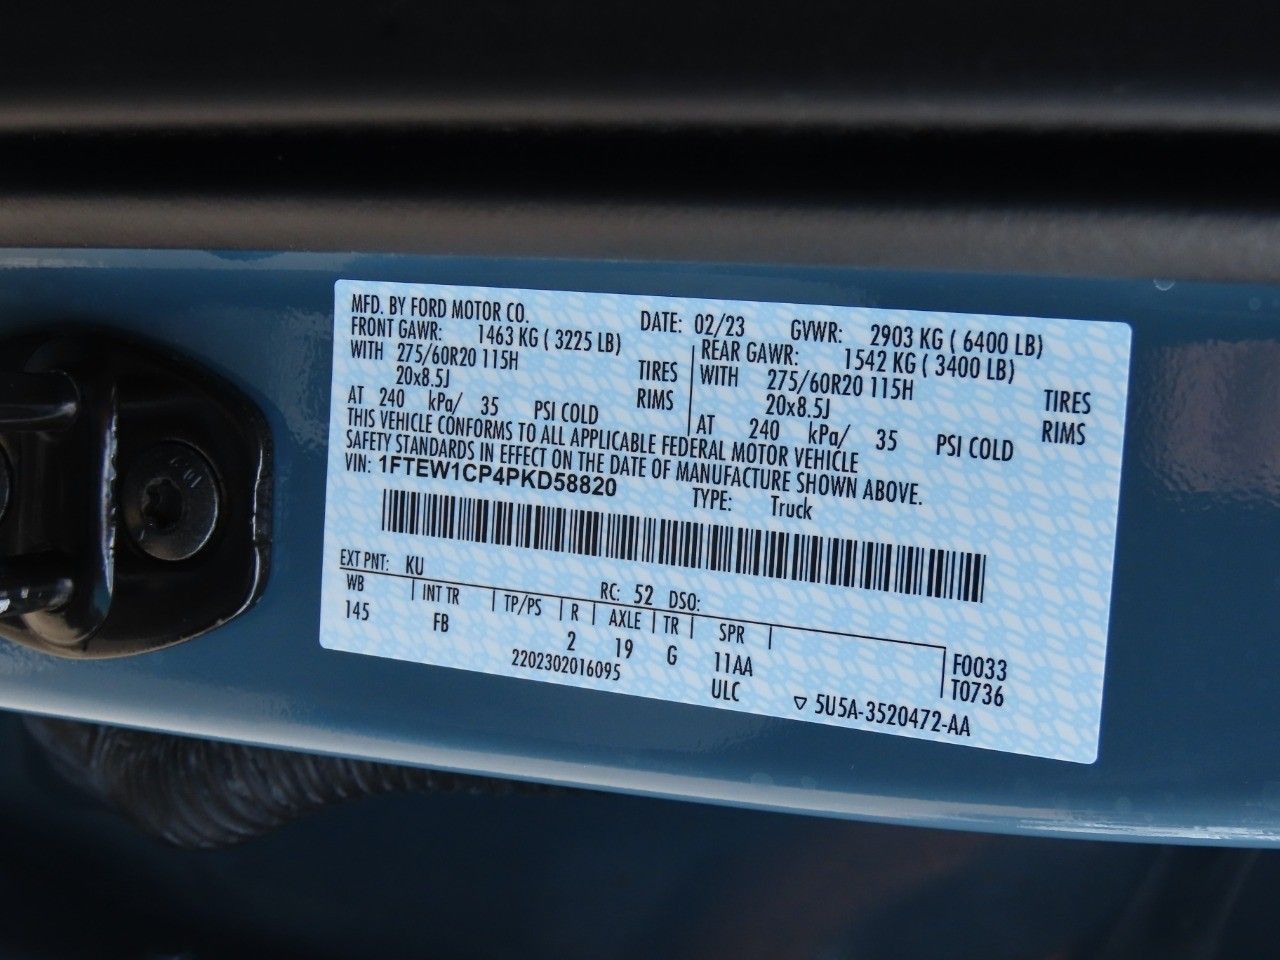 MFD. BY FORD MOTOR CO. DATE: 02/23 GVWR: 2903 KG ( 6400 LB)
FRONT GAWR: 1463 KG ( 3225 LB) REAR GAWR: 1542 KG ( 3400 LB)
WITH 275/60R20 115H TIRES WITH 275/60R20 115H TIRES
20x8.5J RIMS 20x8.5J RIMS
AT 240 kPa/ 35 PSI COLD AT 240 kPa/ 35 PSI COLD
THIS VEHICLE CONFORMS TO ALL APPLICABLE FEDERAL MOTOR VEHICLE
SAFETY STANDARDS IN EFFECT ON THE DATE OF MANUFACTURE SHOWN ABOVE.
VIN: 1FTEW1CP4PKD58820 TYPE: Truck
EXT PNT: KU RC: 52 DSO:
WB INT TR TP/PS R AXLE TR SPR
145 FB 2 19 G 11AA F0033
2202302016095 ULC T0736
▽ 5U5A-3520472-AA